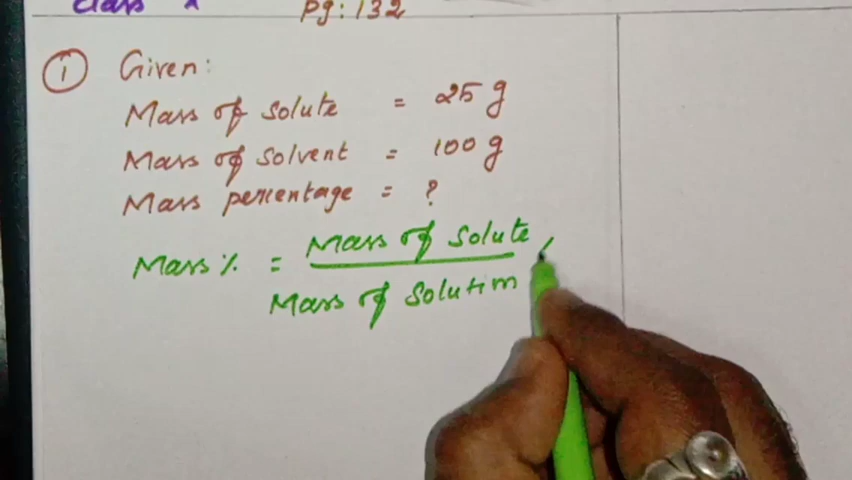 Class X
Pg: 132
① Given:
Mass of solute = 25 g
Mass of solvent = 100 g
Mass percentage = ?
Mass % = Mass of solute
Mass of solution